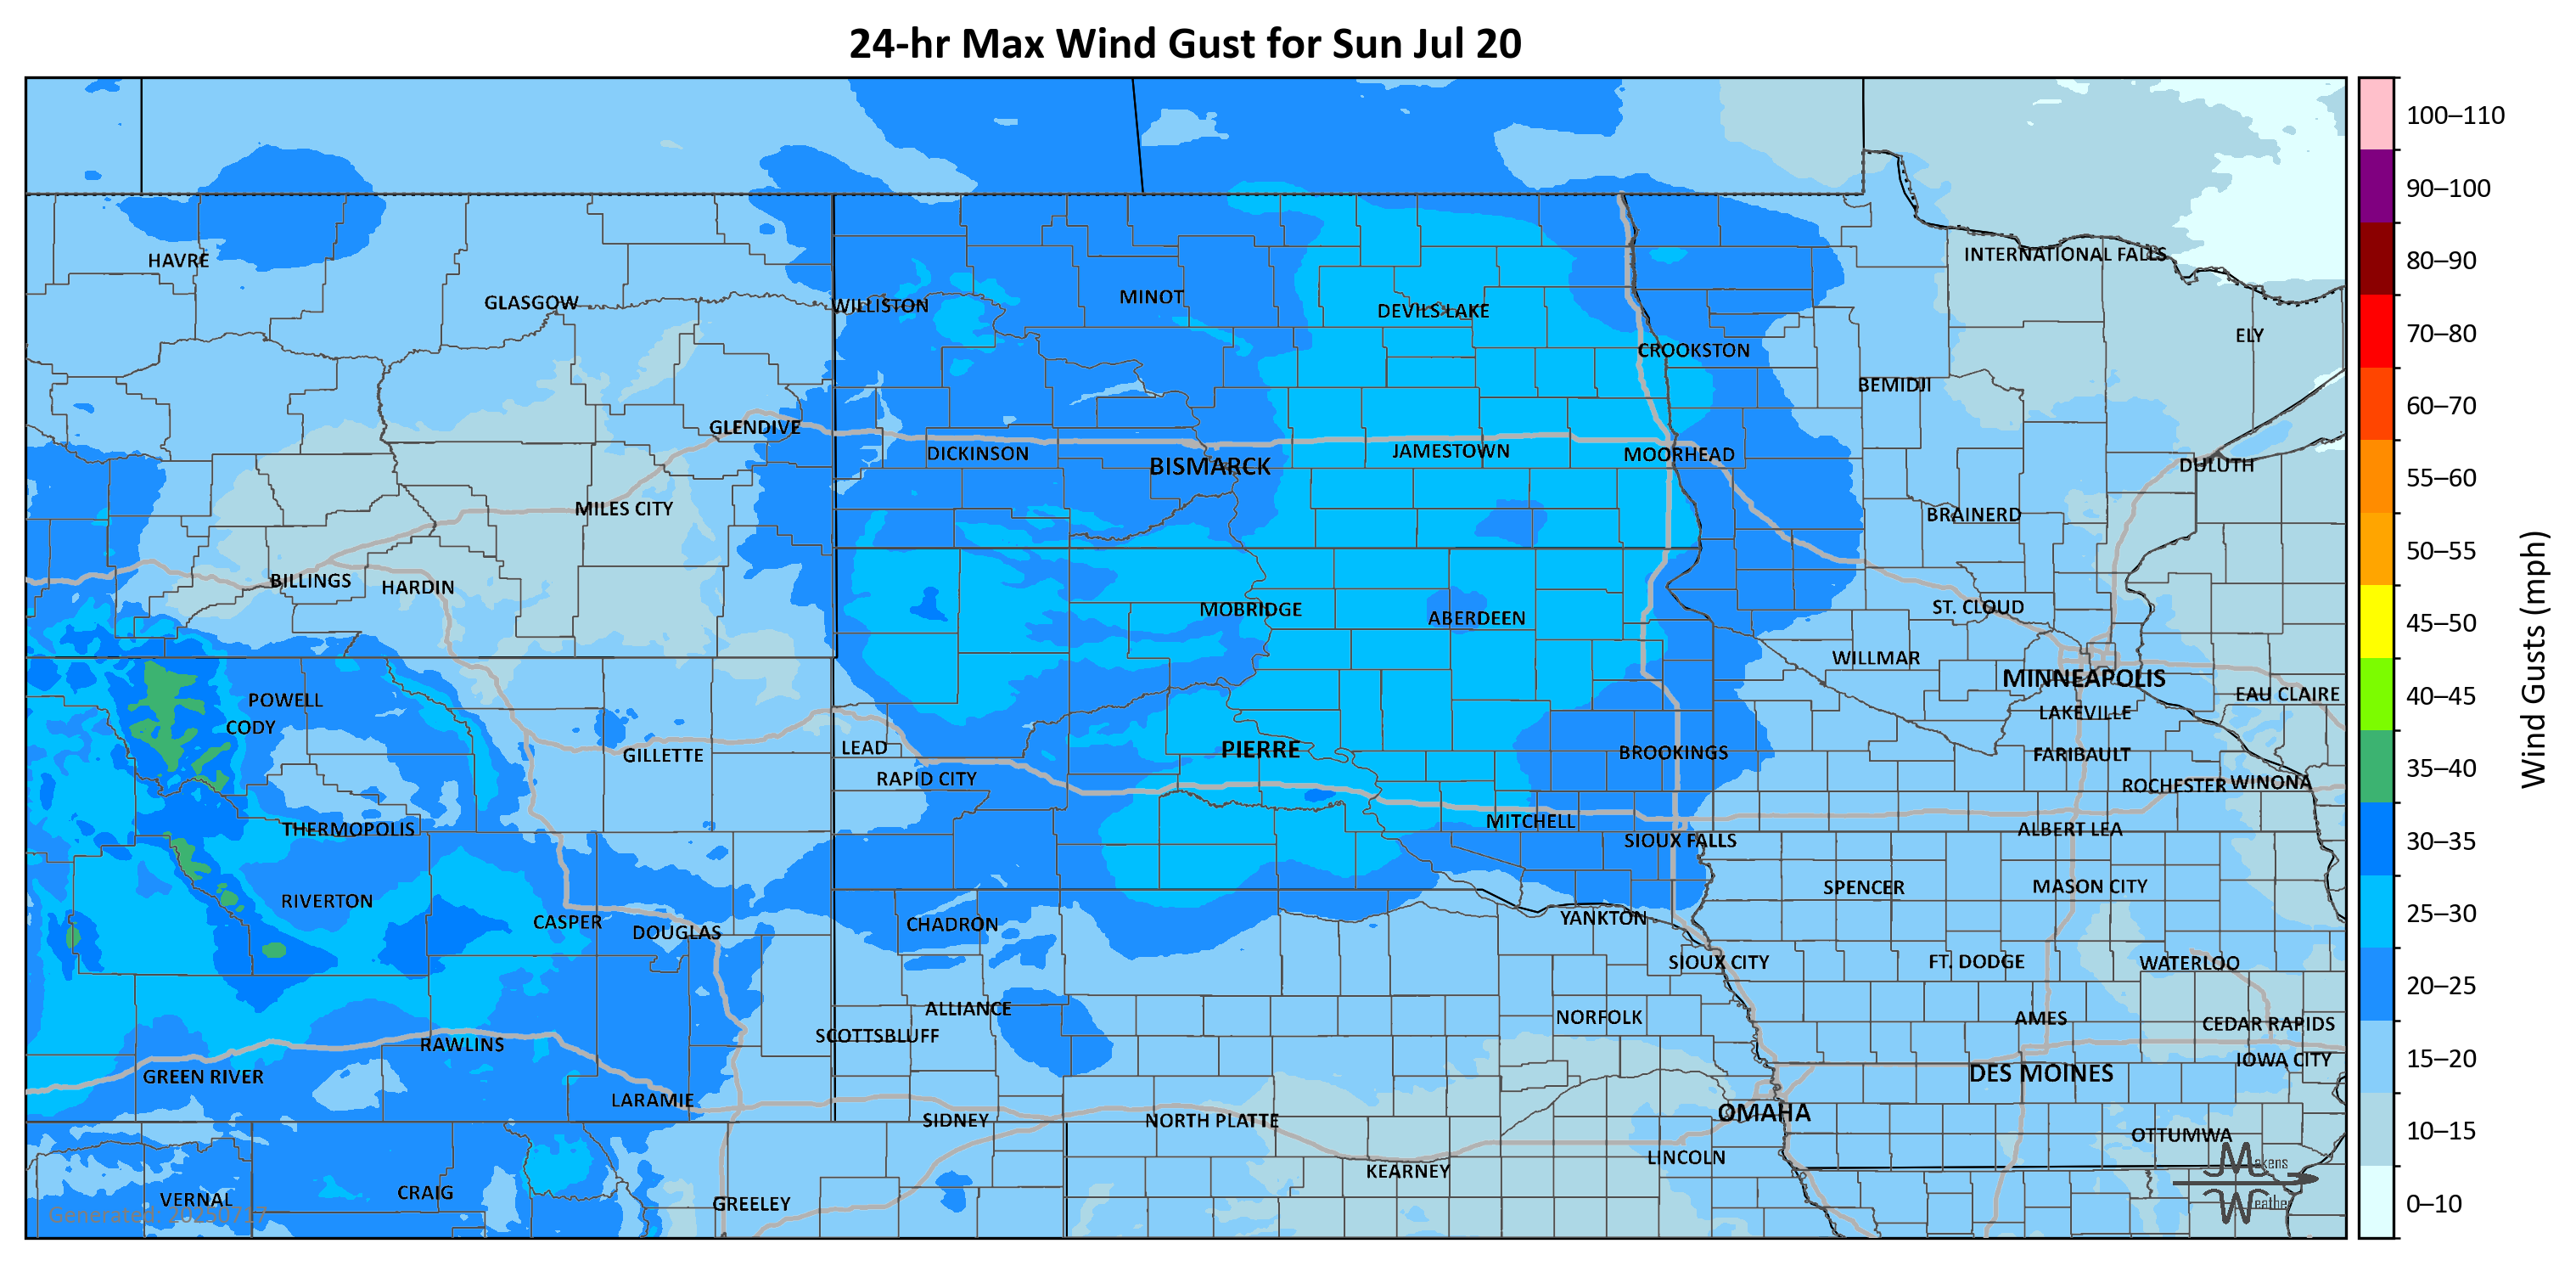 24-hr Max Wind Gust for Sun Jul 20
100–110
90–100
80–90
70–80
60–70
55–60
50–55
45–50
40–45
35–40
30–35
25–30
20–25
15–20
10–15
0–10
Wind Gusts (mph)
HAVRE
GLASGOW
WILLISTON
MINOT
DEVILS LAKE
INTERNATIONAL FALLS
ELY
CROOKSTON
BEMIDJI
GLENDIVE
DICKINSON
BISMARCK
JAMESTOWN
MOORHEAD
DULUTH
MILES CITY
BRAINERD
BILLINGS
HARDIN
MOBRIDGE
ABERDEEN
ST. CLOUD
WILLMAR
MINNEAPOLIS
POWELL
CODY
EAU CLAIRE
LAKEVILLE
GILLETTE
LEAD
PIERRE
BROOKINGS
FARIBAULT
RAPID CITY
ROCHESTER
WINONA
THERMOPOLIS
MITCHELL
ALBERT LEA
SIOUX FALLS
RIVERTON
SPENCER
MASON CITY
CASPER
DOUGLAS
CHADRON
YANKTON
SIOUX CITY
FT. DODGE
WATERLOO
ALLIANCE
NORFOLK
AMES
CEDAR RAPIDS
SCOTTSBLUFF
RAWLINS
IOWA CITY
GREEN RIVER
DES MOINES
LARAMIE
SIDNEY
NORTH PLATTE
OMAHA
OTTUMWA
KEARNEY
LINCOLN
VERNAL
CRAIG
GREELEY
Generated: 20250717
Makens
Weather